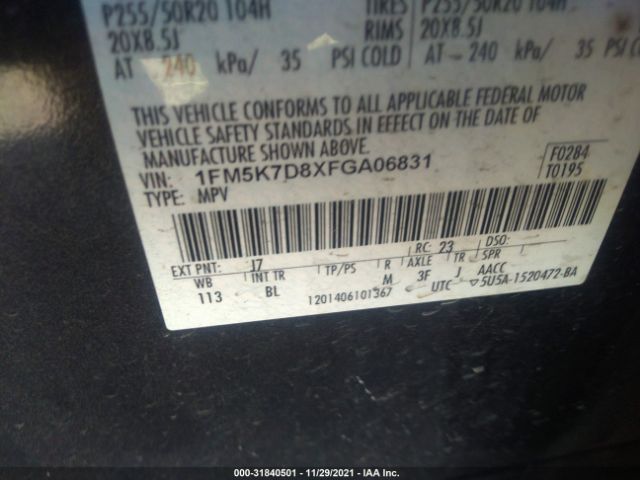 P255/50R20 104H TIRES P255/50R20 104H
20X8.5J RIMS 20X8.5J
AT 240 kPa/ 35 PSI COLD AT 240 kPa/ 35 PSI COLD
THIS VEHICLE CONFORMS TO ALL APPLICABLE FEDERAL MOTOR
VEHICLE SAFETY STANDARDS IN EFFECT ON THE DATE OF
MANUFACTURE SHOWN ABOVE.
VIN: 1FM5K7D8XFGA06831 F0284
TYPE: MPV T0195
RC: 23 DSO:
EXT PNT: J7
WB INT TR TP/PS R AXLE TR SPR
113 BL M 3F J AACC
1201406101367 UTC ▽5U5A-1520472-BA
000-31840501 - 11/29/2021 - IAA Inc.